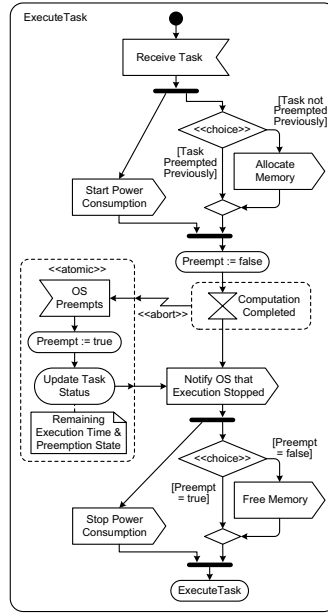 ExecuteTask
Receive Task
[Task not
Preempted
Previously]
<<choice>>
[Task
Preempted
Previously]
Allocate
Memory
Start Power
Consumption
Preempt := false
<<atomic>>
OS
Preempts
<<abort>>
Computation
Completed
Preempt := true
Update Task
Status
Notify OS that
Execution Stopped
Remaining
Execution Time &
Preemption State
[Preempt
= false]
<<choice>>
[Preempt
= true]
Free Memory
Stop Power
Consumption
ExecuteTask